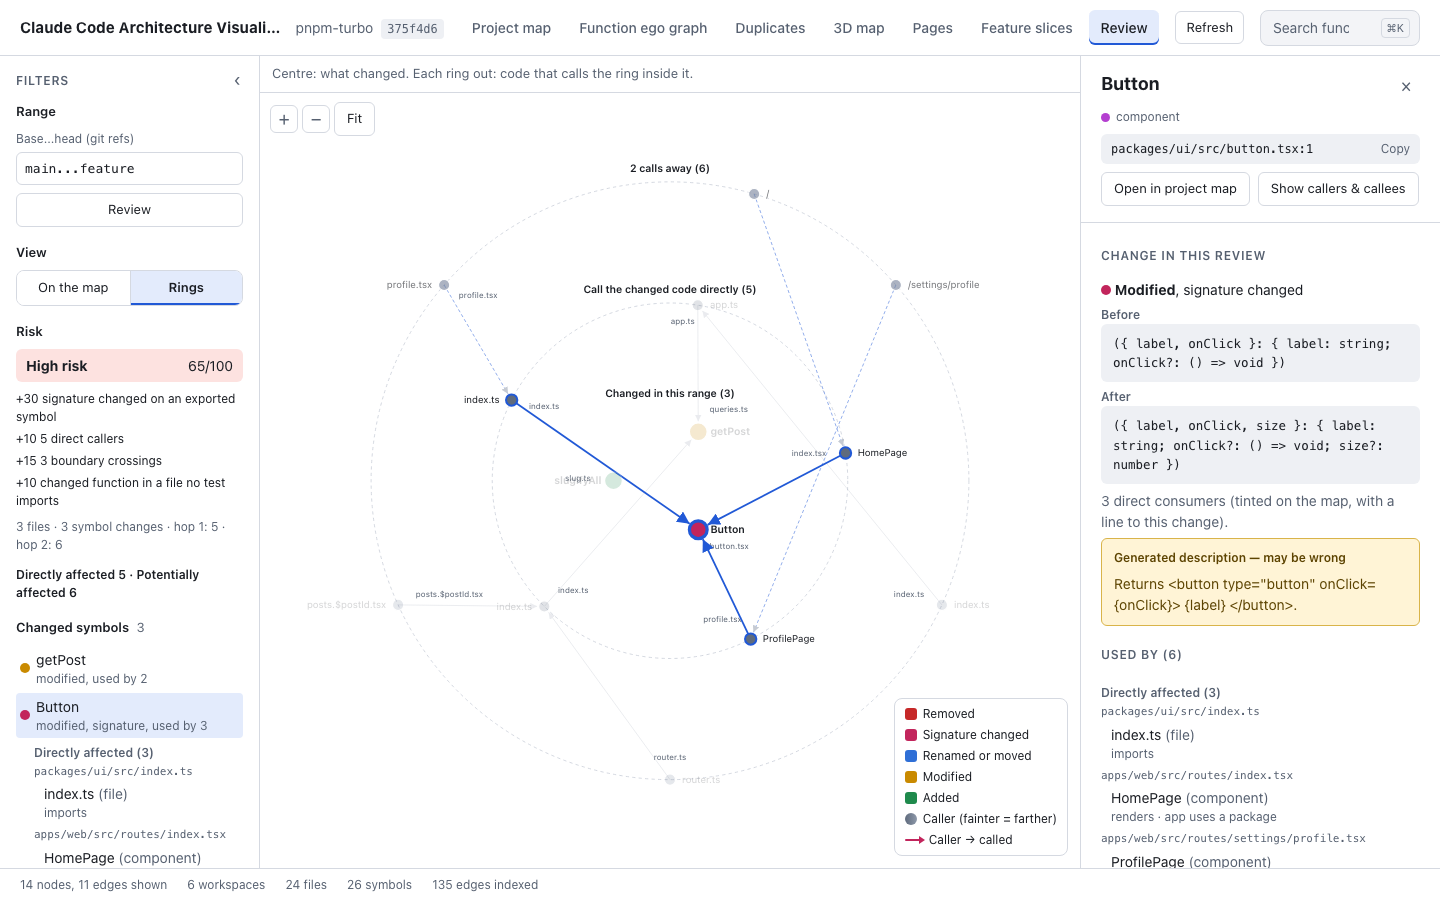 Claude Code Architecture Visuali...
pnpm-turbo
375f4d6
Project map
Function ego graph
Duplicates
3D map
Pages
Feature slices
Review
Refresh
Search func
⌘K
FILTERS
Range
Base...head (git refs)
main...feature
Review
View
On the map
Rings
Risk
High risk 65/100
+30 signature changed on an exported
symbol
+10 5 direct callers
+15 3 boundary crossings
+10 changed function in a file no test
imports
3 files · 3 symbol changes · hop 1: 5 ·
hop 2: 6
Directly affected 5 · Potentially
affected 6
Changed symbols 3
getPost
modified, used by 2
Button
modified, signature, used by 3
Directly affected (3)
packages/ui/src/index.ts
index.ts (file)
imports
apps/web/src/routes/index.tsx
HomePage (component)
Centre: what changed. Each ring out: code that calls the ring inside it.
+
−
Fit
2 calls away (6)
/
profile.tsx
profile.tsx
/settings/profile
Call the changed code directly (5)
app.ts
app.ts
Changed in this range (3)
index.ts
index.ts
queries.ts
getPost
index.tsx
HomePage
slug.ts
Button
button.tsx
posts.$postId.tsx
posts.$postId.tsx
index.ts
index.ts
index.ts
index.ts
profile.tsx
ProfilePage
router.ts
router.ts
Removed
Signature changed
Renamed or moved
Modified
Added
Caller (fainter = farther)
Caller → called
Button
×
component
packages/ui/src/button.tsx:1
Copy
Open in project map
Show callers & callees
CHANGE IN THIS REVIEW
Modified, signature changed
Before
({ label, onClick }: { label: string;
onClick?: () => void })
After
({ label, onClick, size }: { label:
string; onClick?: () => void; size?:
number })
3 direct consumers (tinted on the map, with a
line to this change).
Generated description — may be wrong
Returns <button type="button" onClick=
{onClick}> {label} </button>.
USED BY (6)
Directly affected (3)
packages/ui/src/index.ts
index.ts (file)
imports
apps/web/src/routes/index.tsx
HomePage (component)
renders · app uses a package
apps/web/src/routes/settings/profile.tsx
ProfilePage (component)
14 nodes, 11 edges shown
6 workspaces
24 files
26 symbols
135 edges indexed